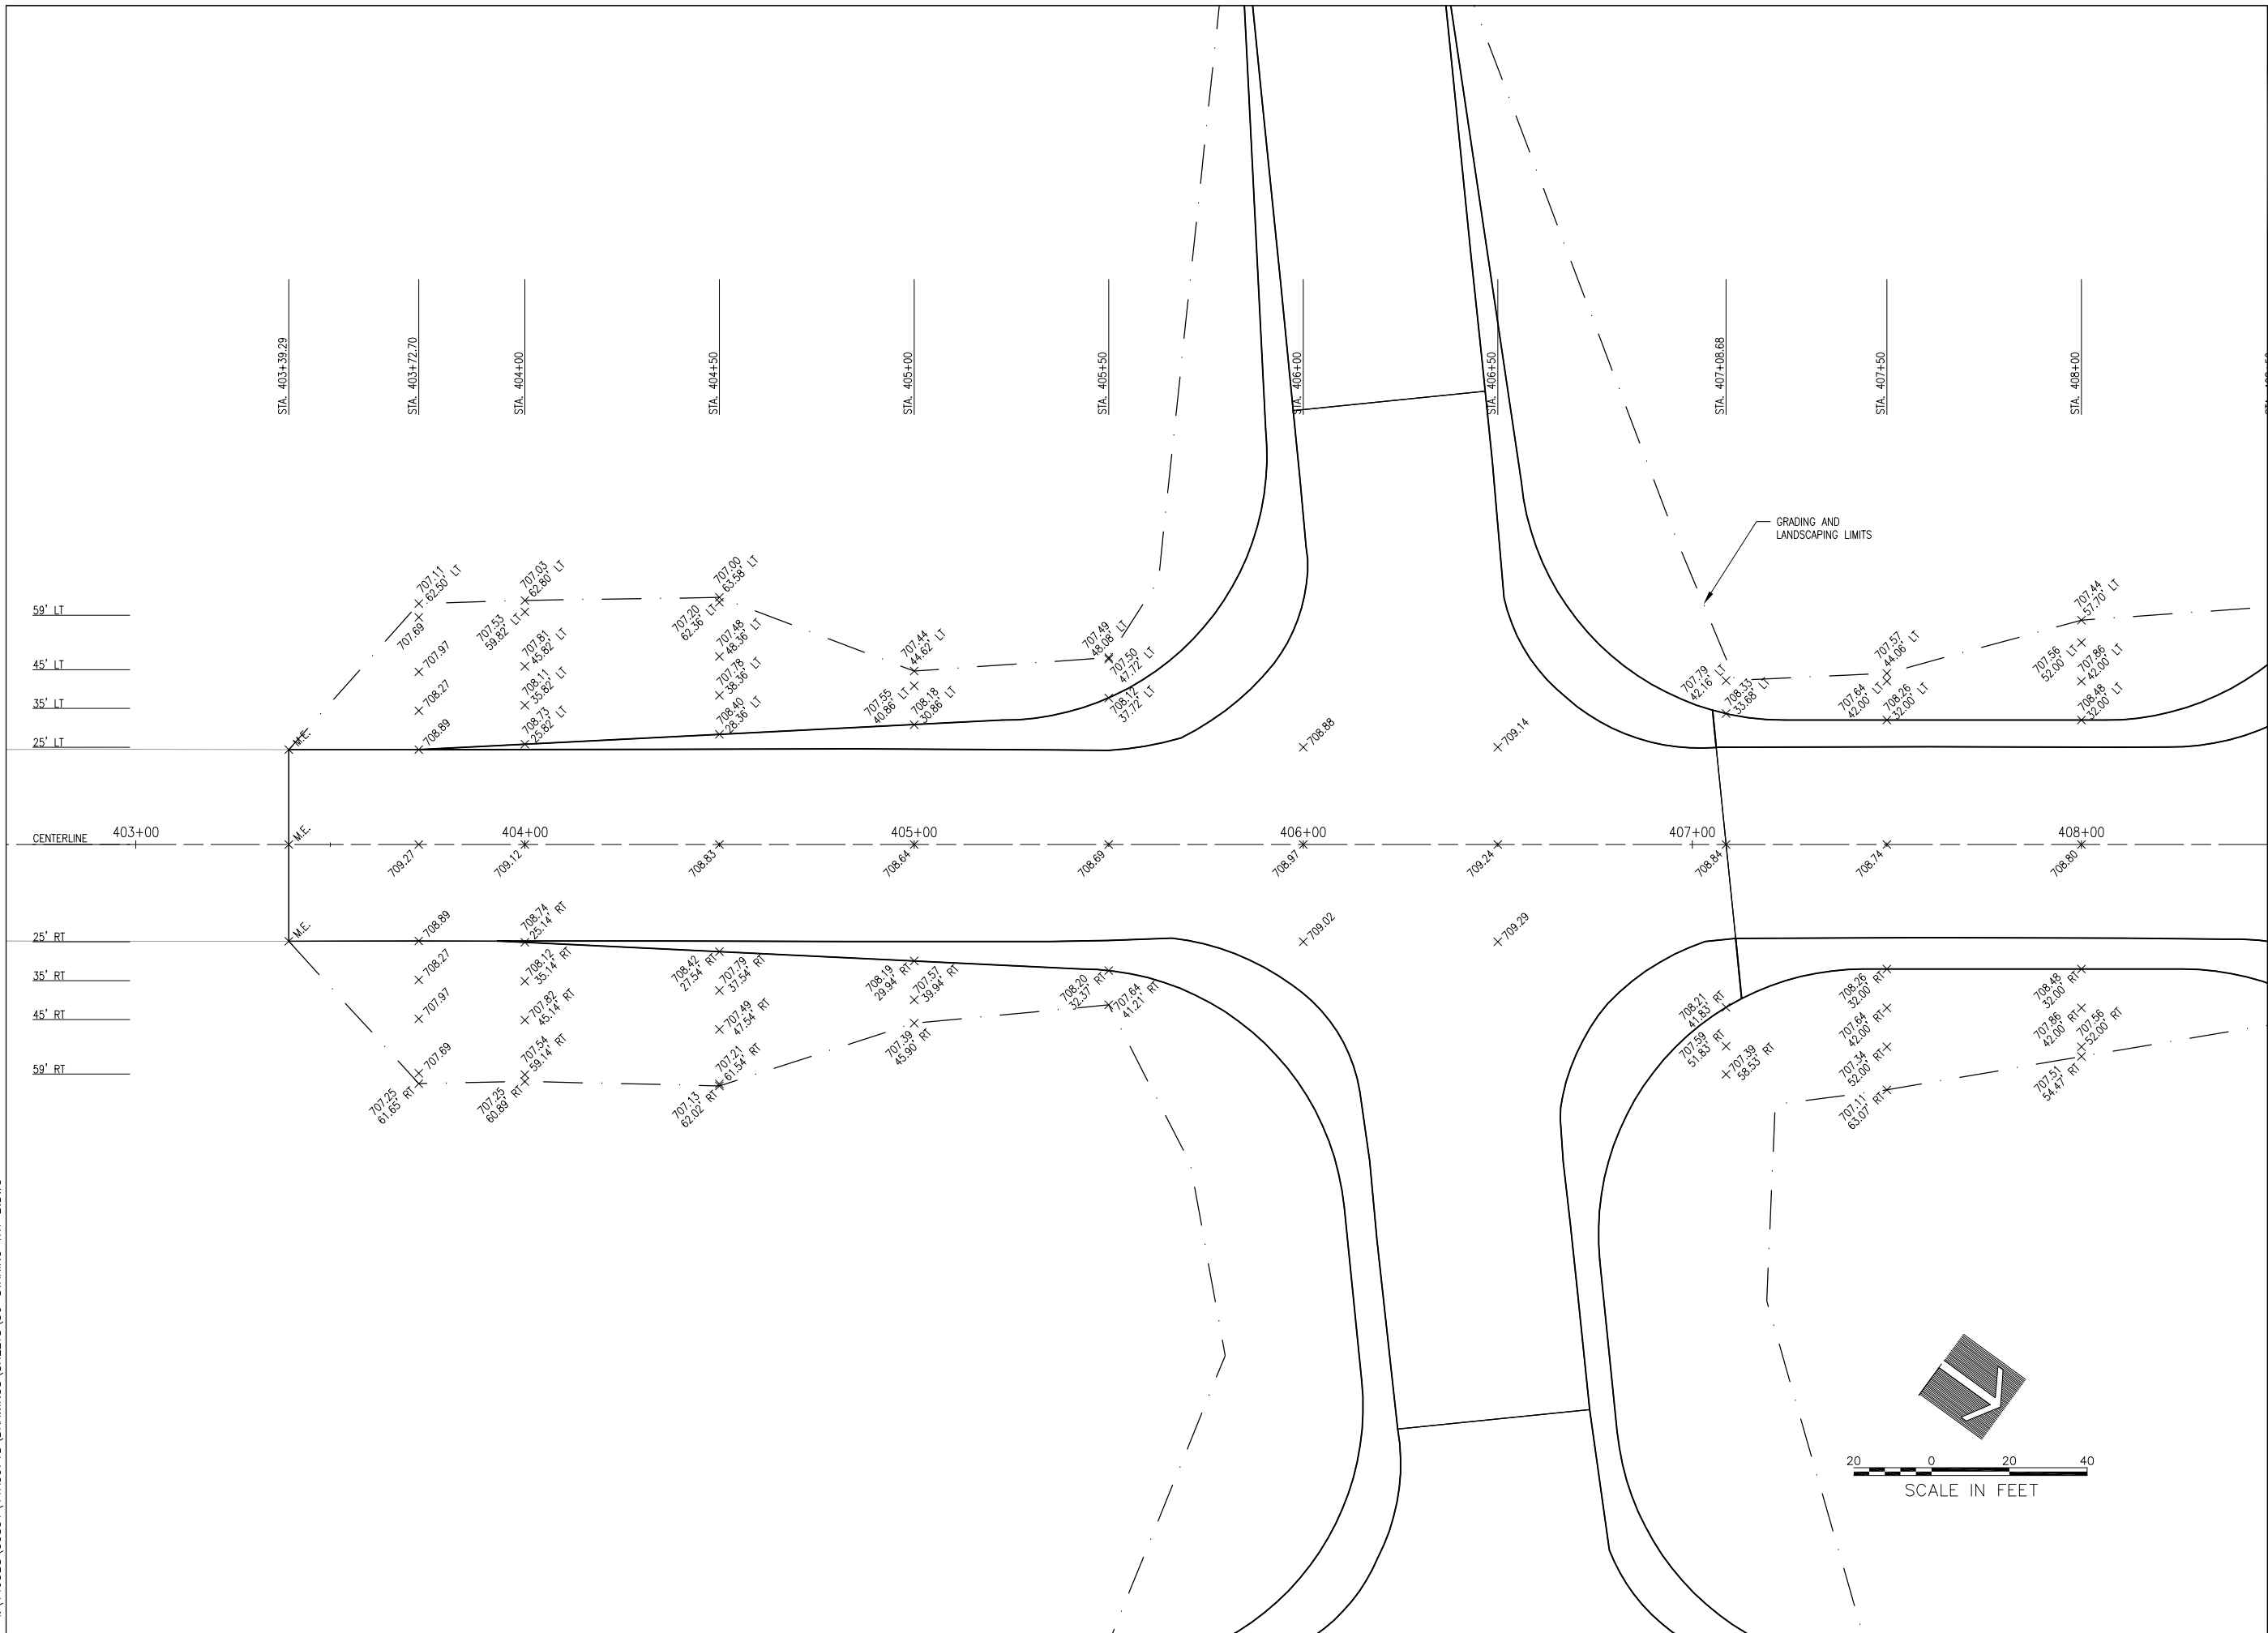 STA. 403+39.29
STA. 403+72.70
STA. 404+00
STA. 404+50
STA. 405+00
STA. 405+50
STA. 406+00
STA. 406+50
STA. 407+08.68
STA. 407+50
STA. 408+00
GRADING AND
LANDSCAPING LIMITS
59' LT
45' LT
35' LT
25' LT
CENTERLINE
25' RT
35' RT
45' RT
59' RT
403+00
404+00
405+00
406+00
407+00
408+00
M.E.
M.E.
M.E.
707.11
62.50' LT
707.69
707.97
708.27
708.89
709.27
708.89
708.27
707.97
707.69
707.25
61.65' RT
707.03
62.80' LT
707.53
59.82' LT
707.81
45.82' LT
708.11
35.82' LT
708.73
25.82' LT
709.12
708.74
25.14' RT
708.12
35.14' RT
707.82
45.14' RT
707.54
59.14' RT
707.25
60.89' RT
707.00
63.58' LT
707.20
62.36' LT
707.48
48.36' LT
707.78
38.36' LT
708.40
28.36' LT
708.83
708.42
27.54' RT
707.79
37.54' RT
707.49
47.54' RT
707.21
61.54' RT
707.13
62.02' RT
707.44
44.62' LT
707.55
40.86' LT
708.18
30.86' LT
708.64
708.19
29.94' RT
707.57
39.94' RT
707.39
45.90' RT
707.49
48.08' LT
707.50
47.72' LT
708.12
37.72' LT
708.69
708.20
32.37' RT
707.64
41.21' RT
708.88
708.97
709.02
709.14
709.24
709.29
707.79
42.16' LT
708.33
33.68' LT
708.84
708.21
41.83' RT
707.59
51.83' RT
707.39
58.53' RT
707.57
44.06' LT
707.64
42.00' LT
708.26
32.00' LT
708.74
708.26
32.00' RT
707.64
42.00' RT
707.34
52.00' RT
707.11
63.07' RT
707.44
57.70' LT
707.56
52.00' LT
707.86
42.00' LT
708.48
32.00' LT
708.80
708.48
32.00' RT
707.86
42.00' RT
707.56
52.00' RT
707.51
54.47' RT
20 0 20 40
SCALE IN FEET